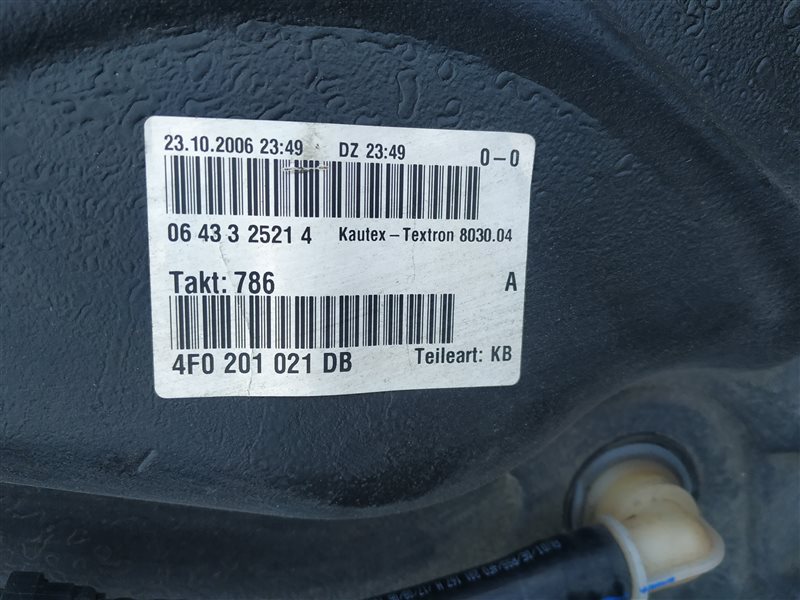 23.10.2006 23:49 DZ 23:49 0-0
06 43 3 2521 4 Kautex-Textron 8030.04
Takt: 786 A
4F0 201 021 DB Teileart: KB